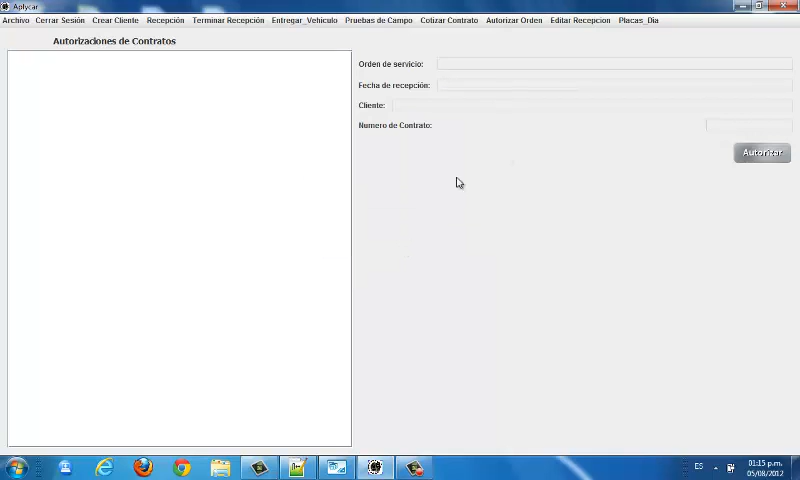 Aplycar
Archivo Cerrar Sesión Crear Cliente Recepción Terminar Recepción Entregar_Vehiculo Pruebas de Campo Cotizar Contrato Autorizar Orden Editar Recepcion Placas_Dia
Autorizaciones de Contratos
Orden de servicio:
Fecha de recepción:
Cliente:
Numero de Contrato:
Autorizar
ES
01:15 p.m.
05/08/2012